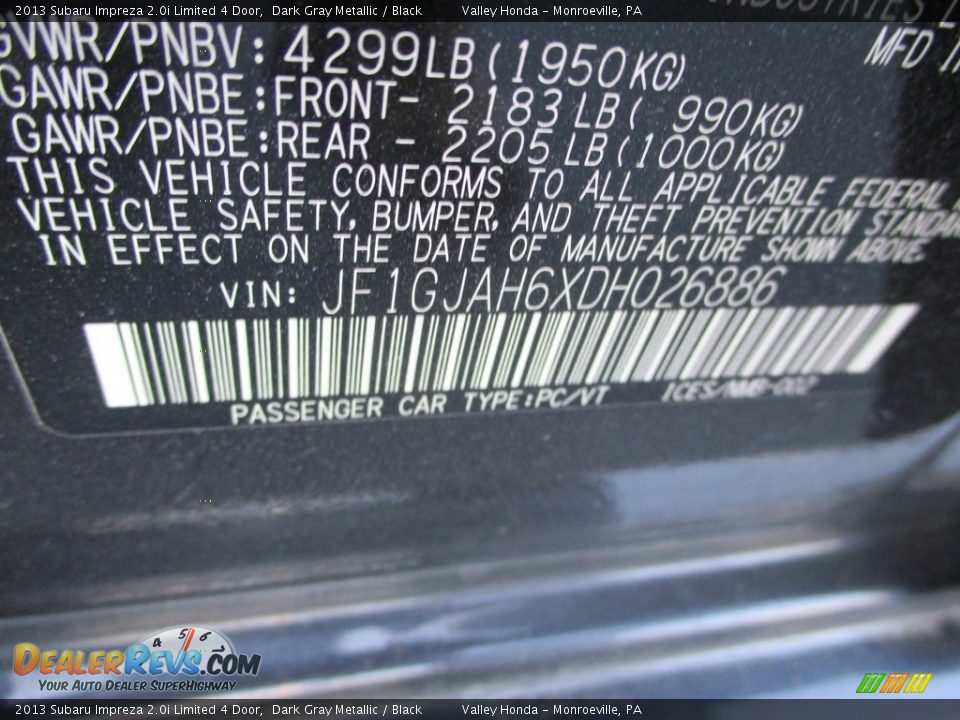 2013 Subaru Impreza 2.0i Limited 4 Door, Dark Gray Metallic / Black Valley Honda - Monroeville, PA
MFD
GVWR/PNBV: 4299LB(1950KG)
GAWR/PNBE:FRONT- 2183LB( 990KG)
GAWR/PNBE:REAR - 2205LB(1000KG)
THIS VEHICLE CONFORMS TO ALL APPLICABLE FEDERAL
VEHICLE SAFETY, BUMPER, AND THEFT PREVENTION STANDAR
IN EFFECT ON THE DATE OF MANUFACTURE SHOWN ABOVE.
VIN: JF1GJAH6XDH026886
PASSENGER CAR TYPE:PC/VT ICES/NMB-002
4 5 6
DEALERREVS.COM
YOUR AUTO DEALER SUPERHIGHWAY
2013 Subaru Impreza 2.0i Limited 4 Door, Dark Gray Metallic / Black Valley Honda - Monroeville, PA